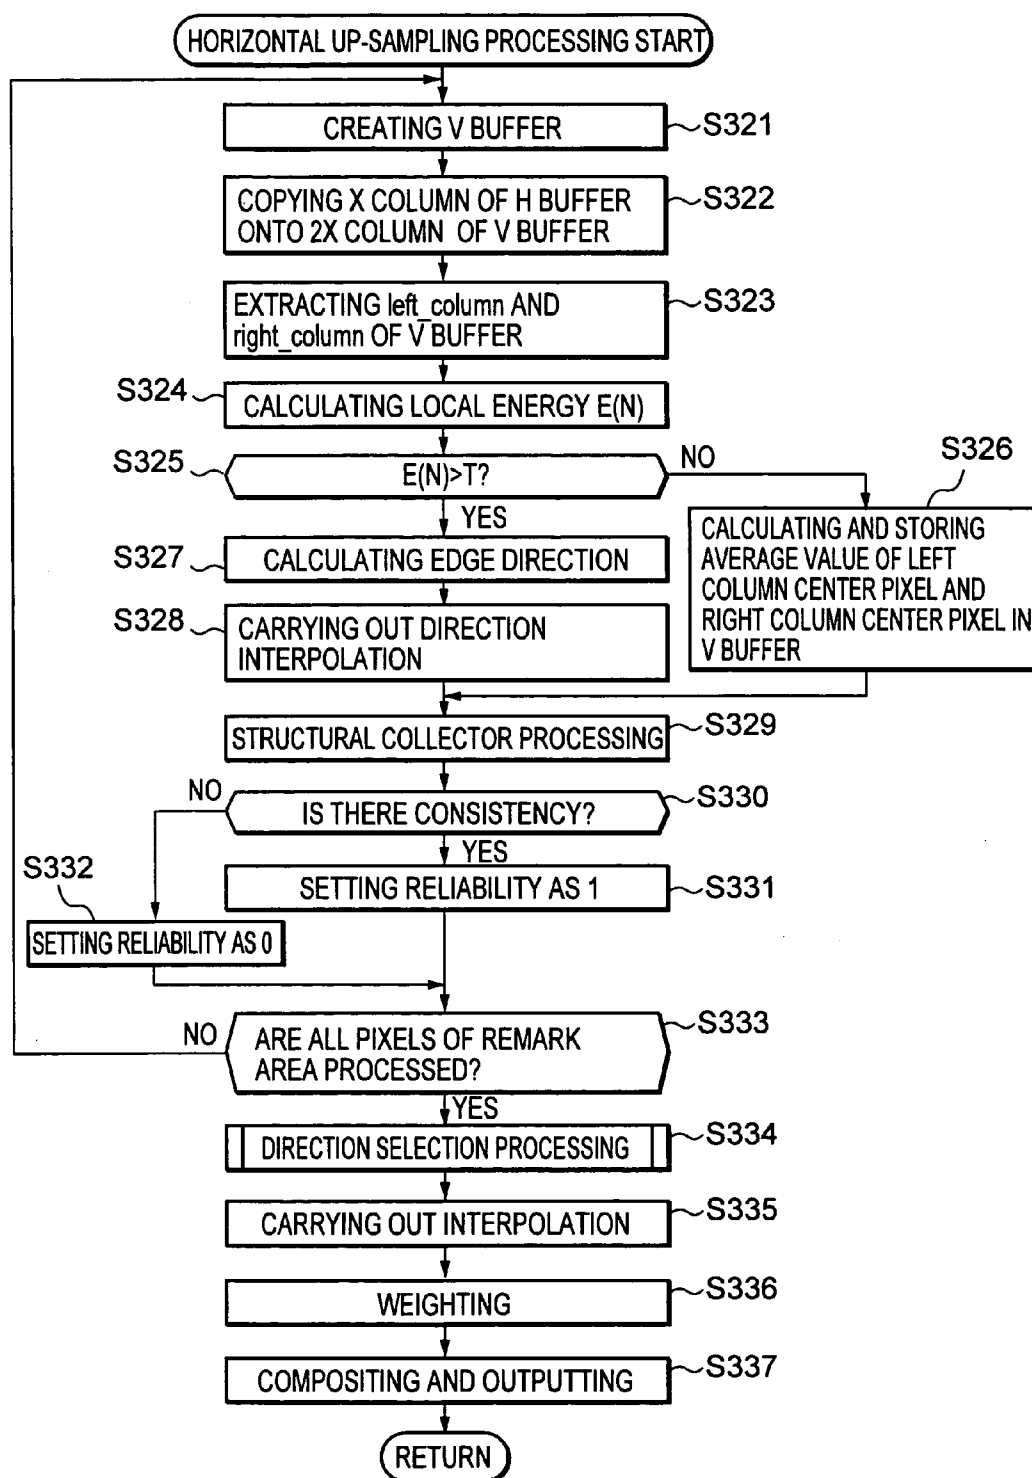 HORIZONTAL UP-SAMPLING PROCESSING START
CREATING V BUFFER
S321
COPYING X COLUMN OF H BUFFER
ONTO 2X COLUMN OF V BUFFER
S322
EXTRACTING left_column AND
right_column OF V BUFFER
S323
S324
CALCULATING LOCAL ENERGY E(N)
S325
E(N)>T?
NO
S326
YES
CALCULATING AND STORING
AVERAGE VALUE OF LEFT
COLUMN CENTER PIXEL AND
RIGHT COLUMN CENTER PIXEL IN
V BUFFER
S327
CALCULATING EDGE DIRECTION
S328
CARRYING OUT DIRECTION
INTERPOLATION
STRUCTURAL COLLECTOR PROCESSING
S329
NO
IS THERE CONSISTENCY?
S330
YES
S332
SETTING RELIABILITY AS 1
S331
SETTING RELIABILITY AS 0
NO
ARE ALL PIXELS OF REMARK
AREA PROCESSED?
S333
YES
DIRECTION SELECTION PROCESSING
S334
CARRYING OUT INTERPOLATION
S335
WEIGHTING
S336
COMPOSITING AND OUTPUTTING
S337
RETURN